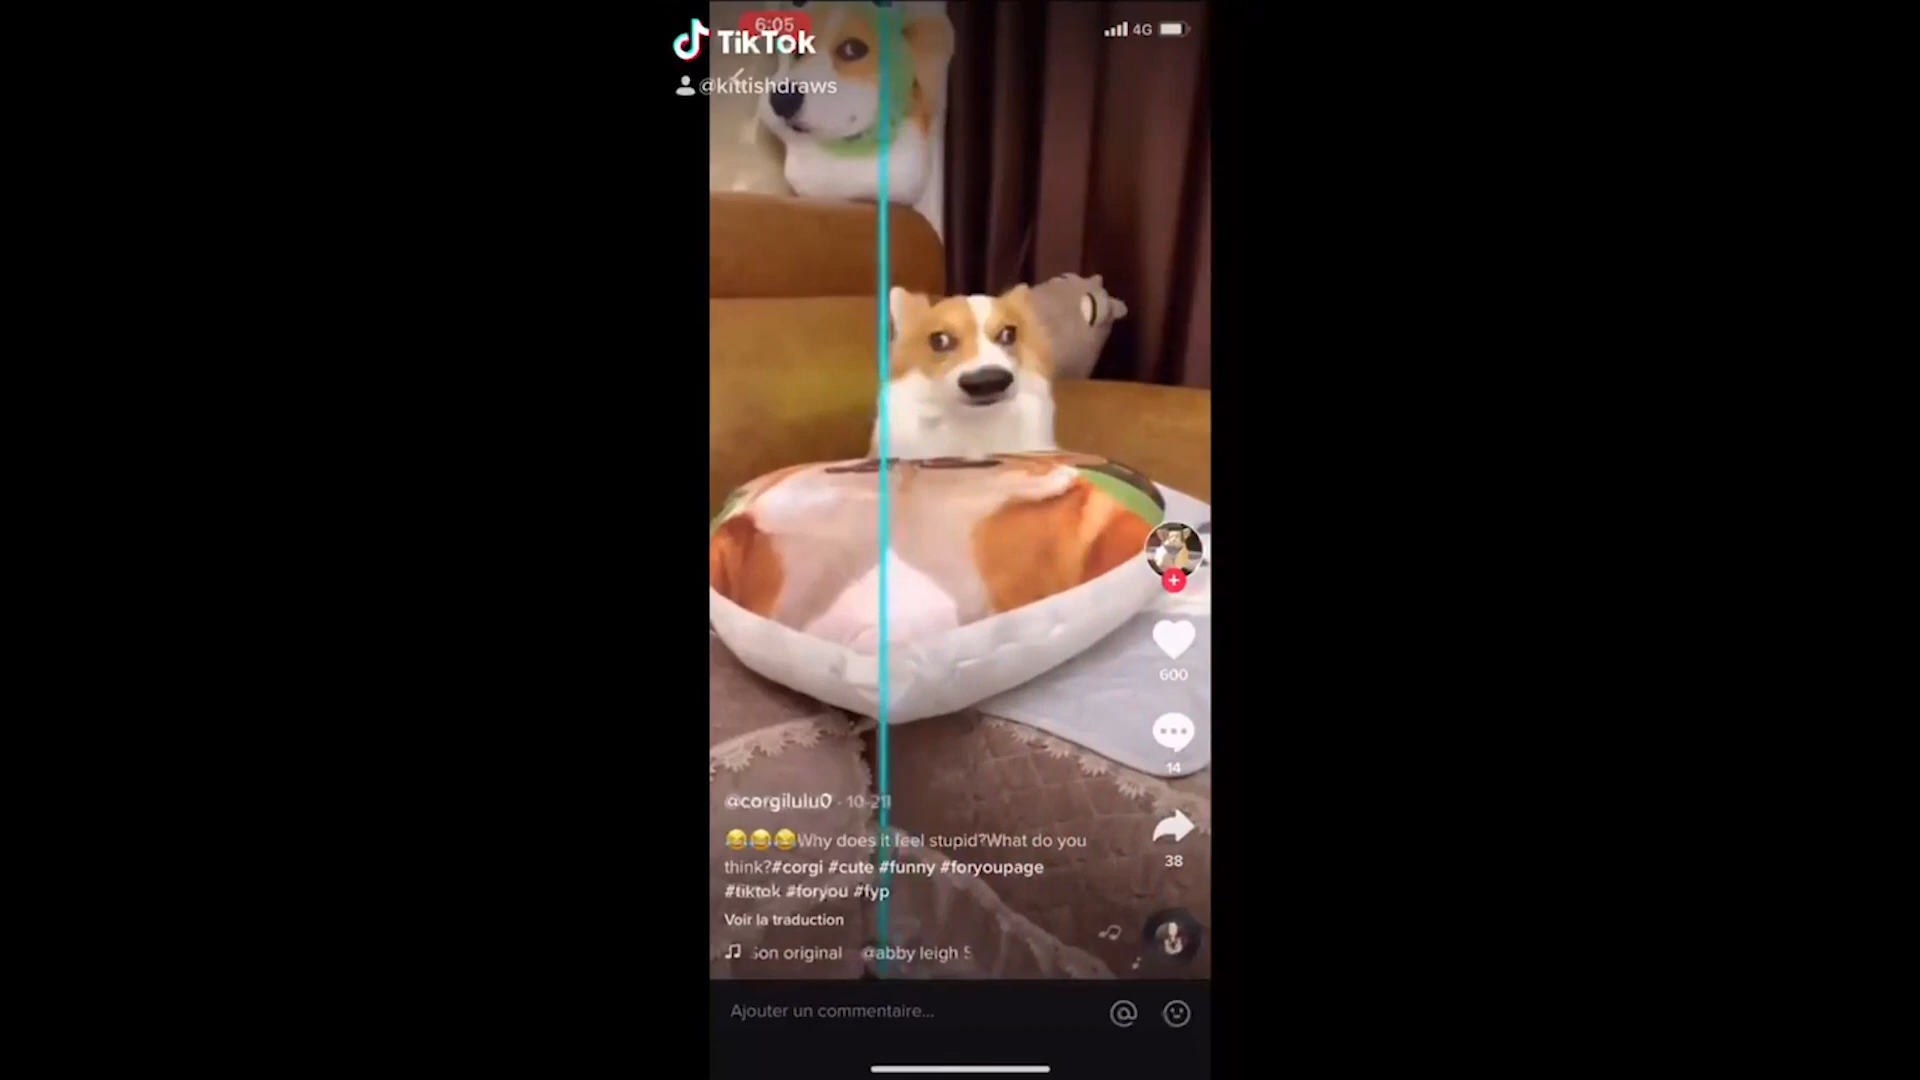 6:05
4G
TikTok
@kittishdraws
600
14
38
@corgilulu0 · 10-21
😂😂😂Why does it feel stupid?What do you
think?#corgi #cute #funny #foryoupage
#tiktok #foryou #fyp
Voir la traduction
Son original @abby leigh S
Ajouter un commentaire...